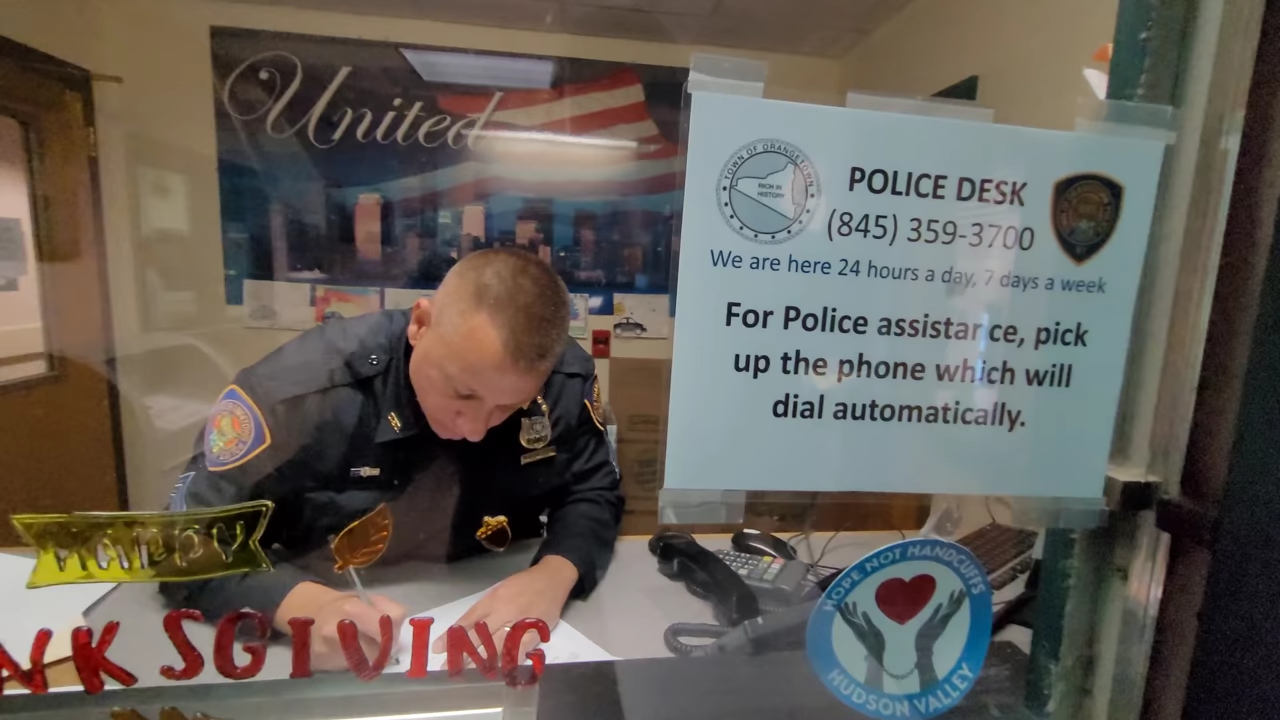 United
TOWN OF ORANGETOWN
RICH IN
HISTORY
POLICE DESK
(845) 359-3700
We are here 24 hours a day, 7 days a week
For Police assistance, pick
up the phone which will
dial automatically.
HAPPY
NKSGIVING
HOPE NOT HANDCUFFS
HUDSON VALLEY